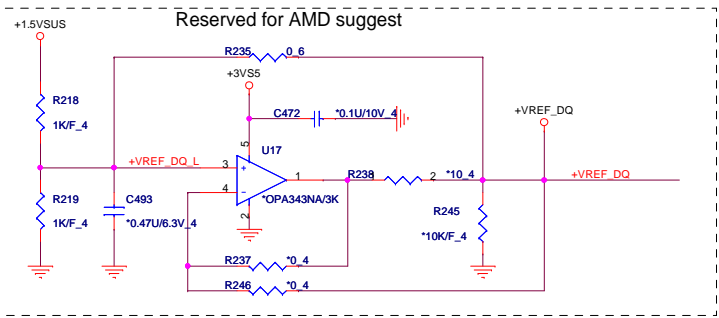 Reserved for AMD suggest
+1.5VSUS
R235
0_6
+3VS5
R218
1K/F_4
C472
*0.1U/10V_4
+VREF_DQ
U17
5
+VREF_DQ_L
3
+
1
R238
2
*10_4
+VREF_DQ
4
-
R219
1K/F_4
C493
*0.47U/6.3V_4
*OPA343NA/3K
2
R245
*10K/F_4
R237
*0_4
R246
*0_4